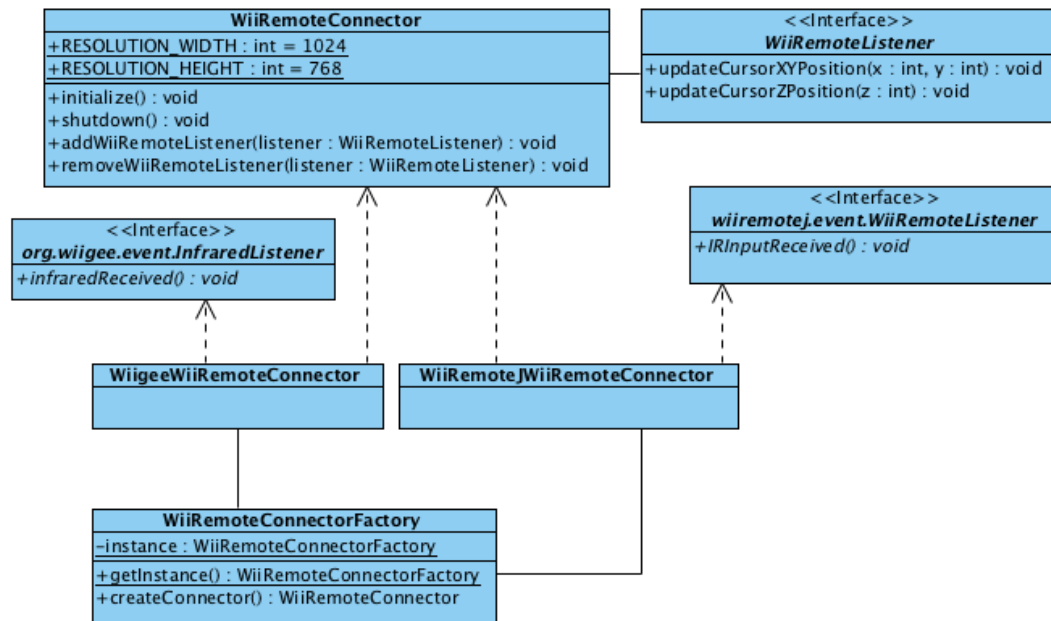 WiiRemoteConnector
+RESOLUTION_WIDTH : int = 1024
+RESOLUTION_HEIGHT : int = 768
+initialize() : void
+shutdown() : void
+addWiiRemoteListener(listener : WiiRemoteListener) : void
+removeWiiRemoteListener(listener : WiiRemoteListener) : void
<<Interface>>
WiiRemoteListener
+updateCursorXYPosition(x : int, y : int) : void
+updateCursorZPosition(z : int) : void
<<Interface>>
org.wiigee.event.InfraredListener
+infraredReceived() : void
<<Interface>>
wiiremotej.event.WiiRemoteListener
+IRInputReceived() : void
WiigeeWiiRemoteConnector
WiiRemoteJWiiRemoteConnector
WiiRemoteConnectorFactory
-instance : WiiRemoteConnectorFactory
+getInstance() : WiiRemoteConnectorFactory
+createConnector() : WiiRemoteConnector